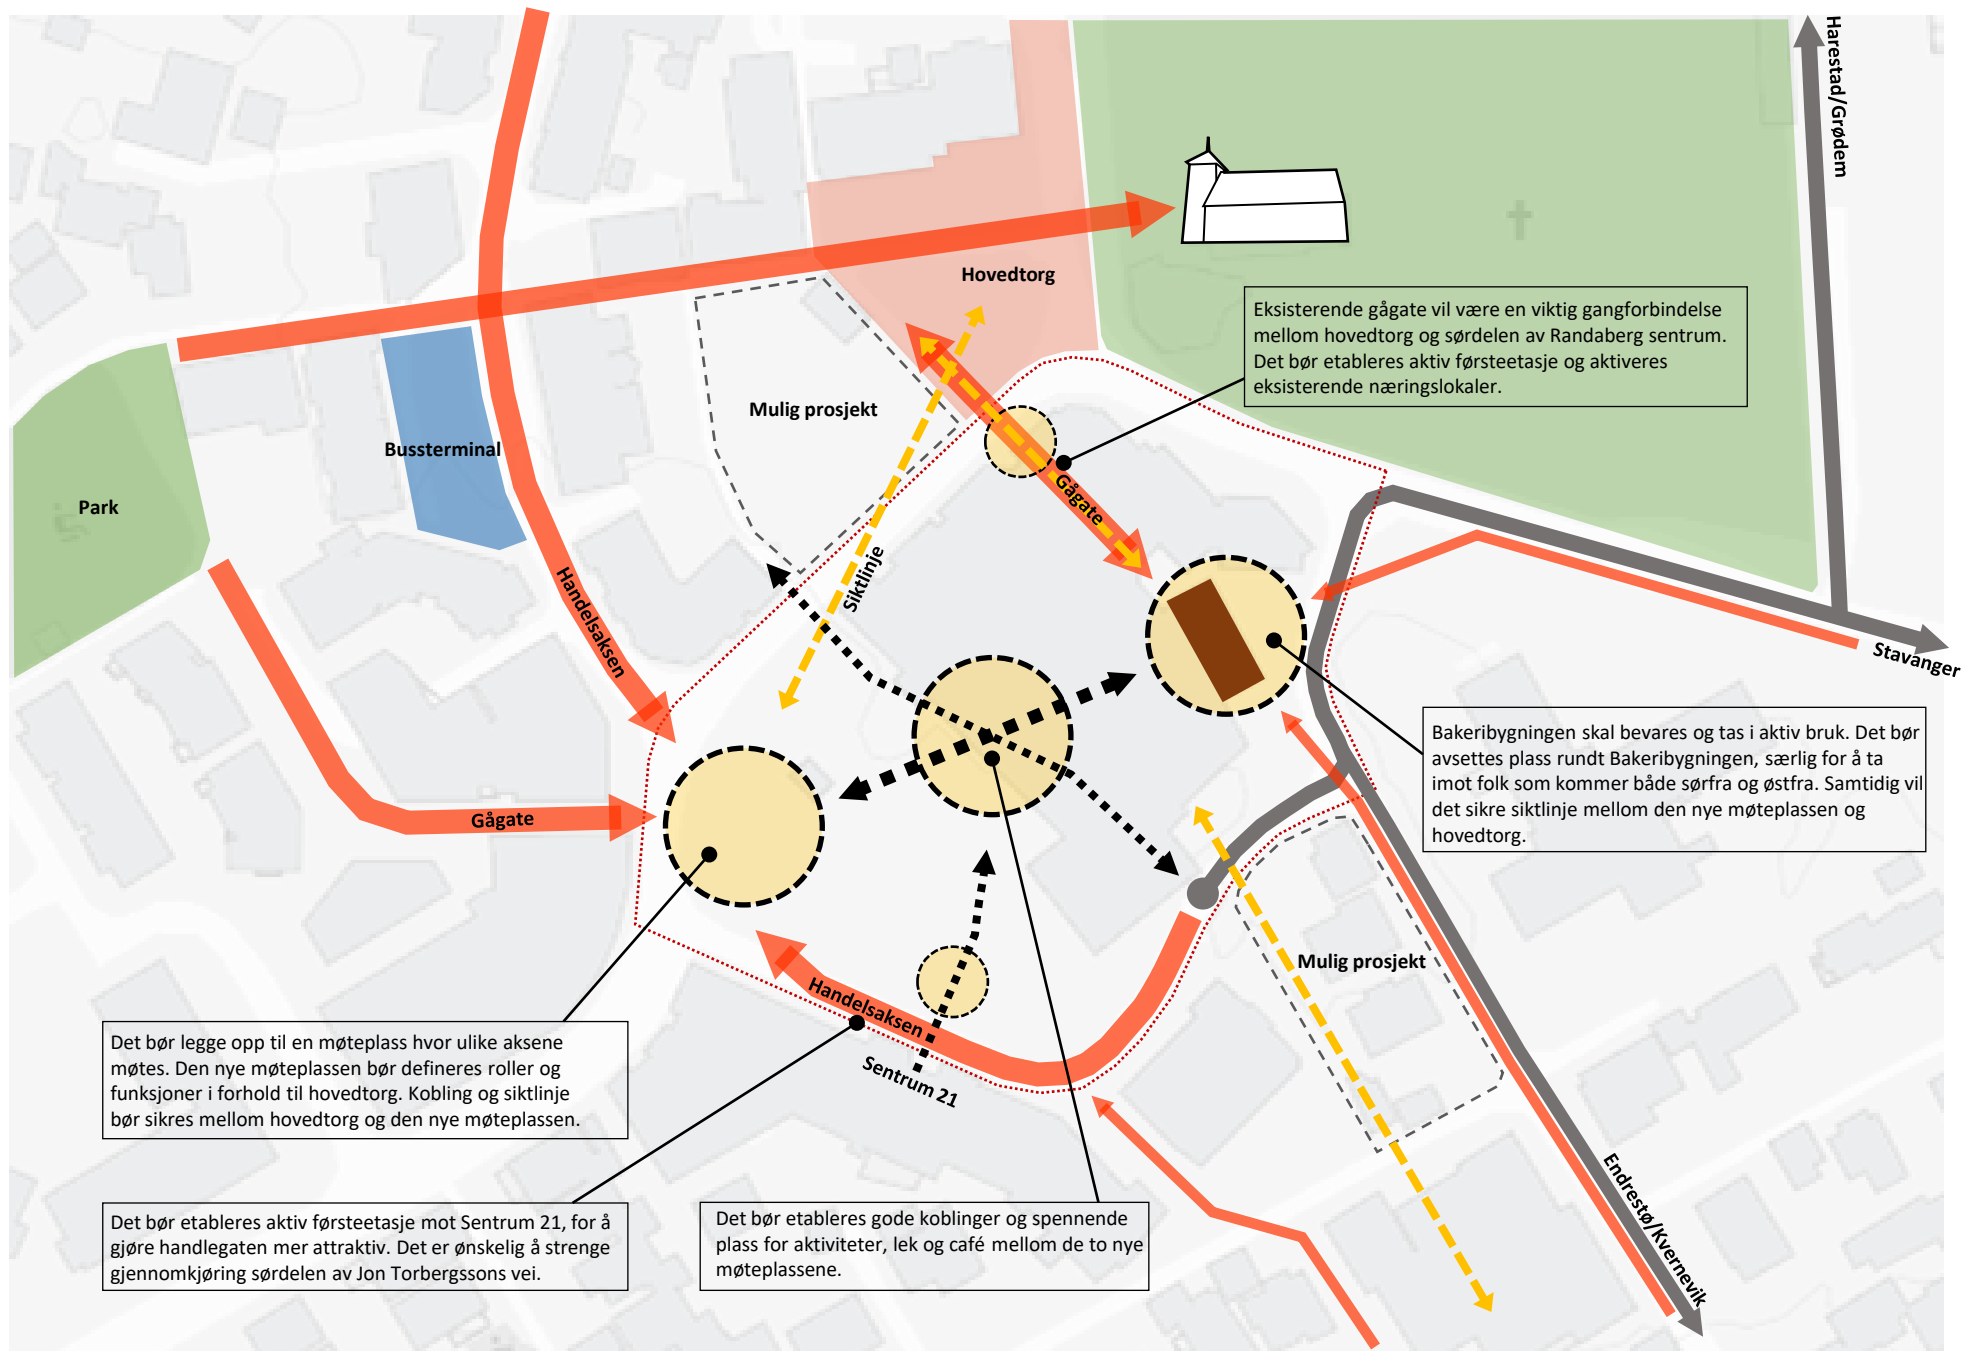 Harestad/Grødem
Hovedtorg
Eksisterende gågate vil være en viktig gangforbindelse
mellom hovedtorg og sørdelen av Randaberg sentrum.
Det bør etableres aktiv førsteetasje og aktiveres
eksisterende næringslokaler.
Mulig prosjekt
Bussterminal
Park
Gågate
Siktlinje
Handelsaksen
Stavanger
Bakeribygningen skal bevares og tas i aktiv bruk. Det bør
avsettes plass rundt Bakeribygningen, særlig for å ta
imot folk som kommer både sørfra og østfra. Samtidig vil
det sikre siktlinje mellom den nye møteplassen og
hovedtorg.
Gågate
Mulig prosjekt
Handelsaksen
Sentrum 21
Det bør legge opp til en møteplass hvor ulike aksene
møtes. Den nye møteplassen bør defineres roller og
funksjoner i forhold til hovedtorg. Kobling og siktlinje
bør sikres mellom hovedtorg og den nye møteplassen.
Endrestø/Kvernevik
Det bør etableres aktiv førsteetasje mot Sentrum 21, for å
gjøre handlegaten mer attraktiv. Det er ønskelig å strenge
gjennomkjøring sørdelen av Jon Torbergssons vei.
Det bør etableres gode koblinger og spennende
plass for aktiviteter, lek og café mellom de to nye
møteplassene.